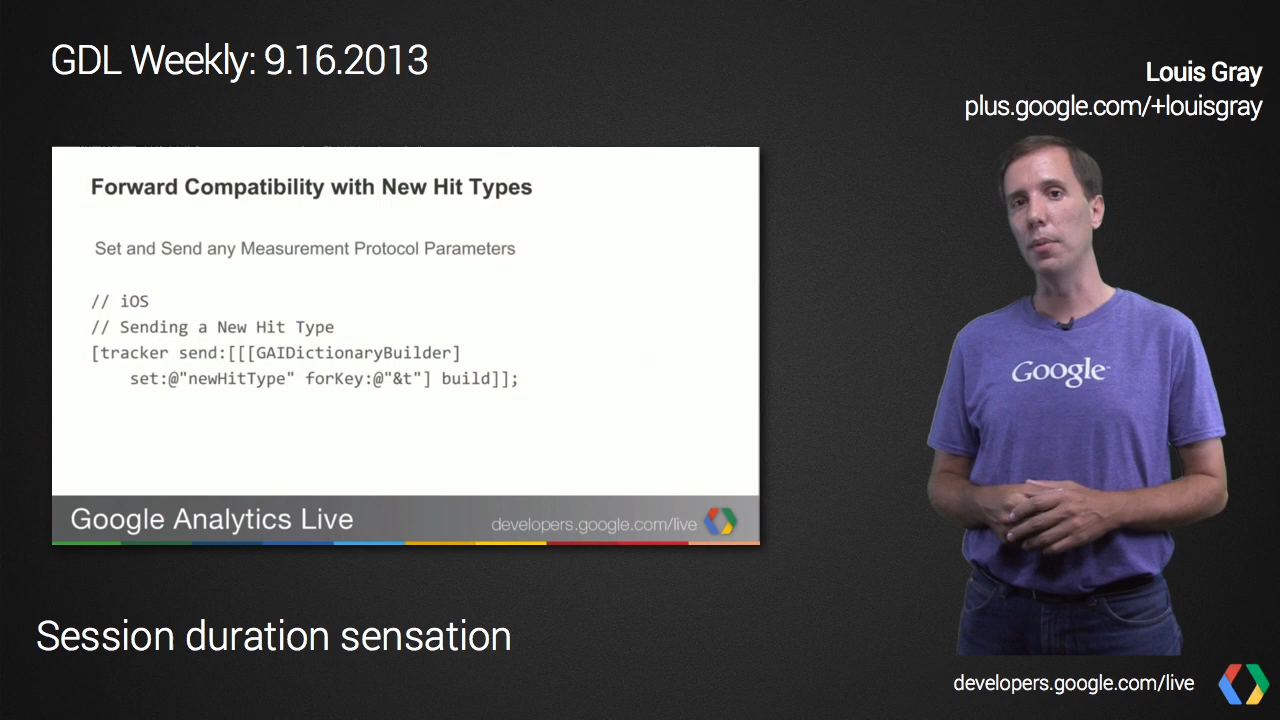 GDL Weekly: 9.16.2013
Louis Gray
plus.google.com/+louisgray
Forward Compatibility with New Hit Types
Set and Send any Measurement Protocol Parameters
// iOS
// Sending a New Hit Type
[tracker send:[[[GAIDictionaryBuilder]
set:@"newHitType" forKey:@"&t"] build]];
Google Analytics Live
developers.google.com/live
Google
Session duration sensation
developers.google.com/live